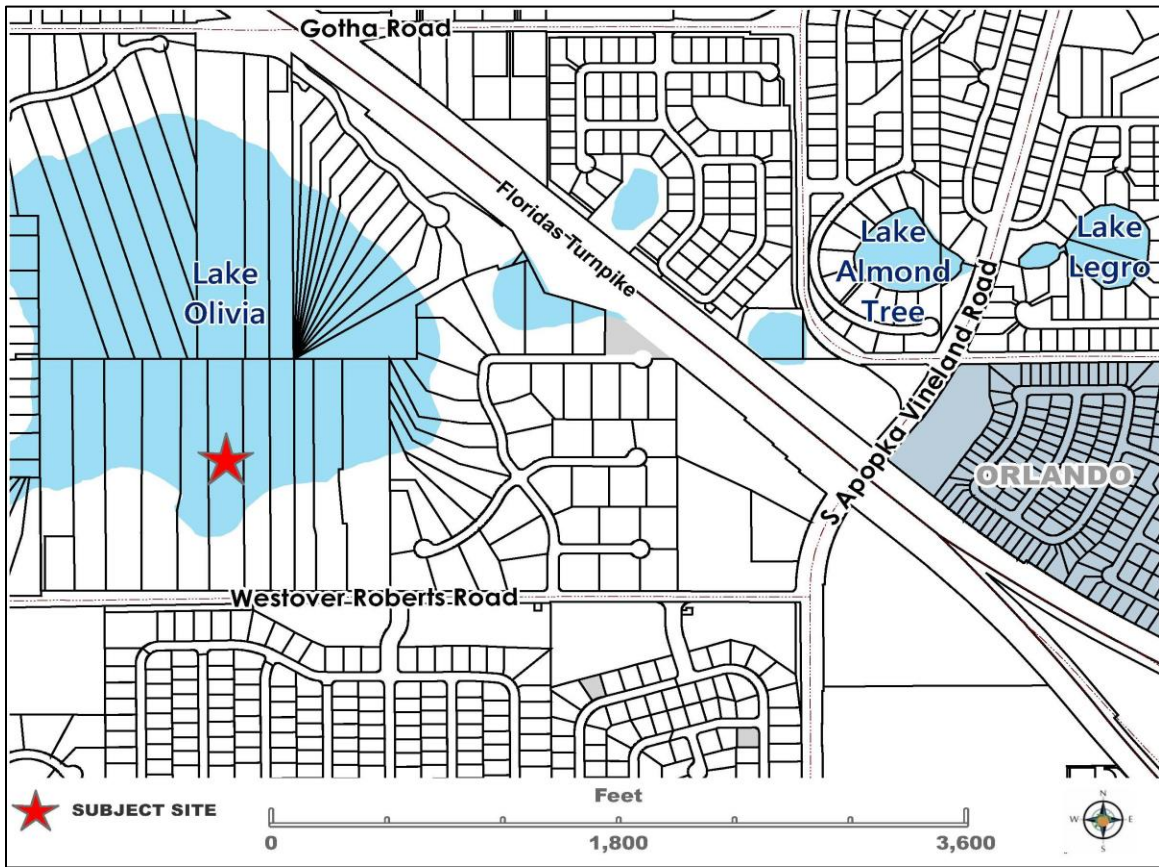 Gotha Road
Floridas Turnpike
Lake
Olivia
Lake
Almond
Tree
Lake
Legro
S Apopka Vineland Road
ORLANDO
Westover Roberts Road
SUBJECT SITE
Feet
0
1,800
3,600
N
W
E
S